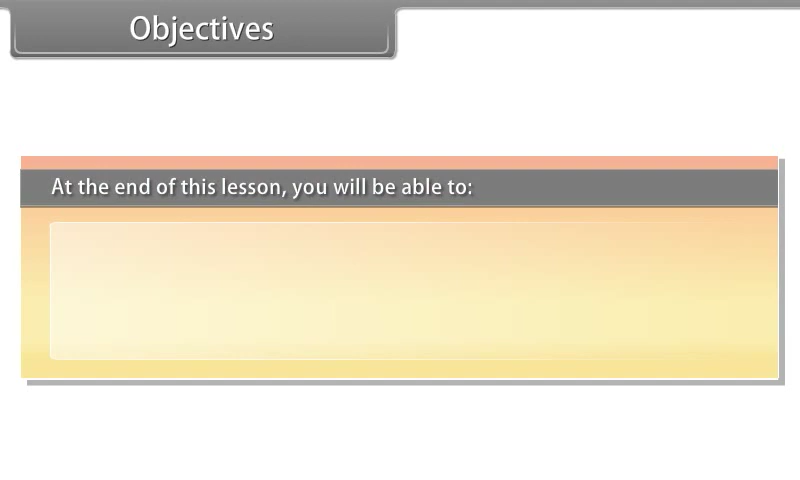 Objectives
At the end of this lesson, you will be able to: